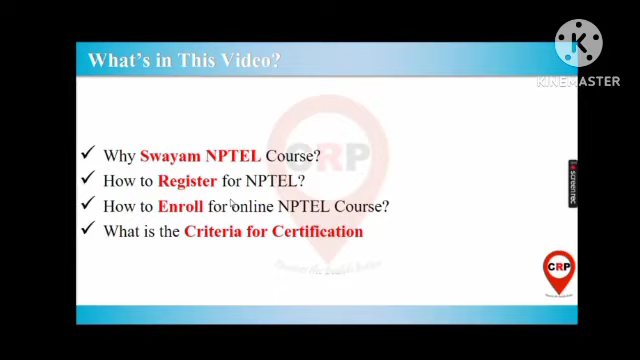 K
KINEMASTER
What's in This Video?
CRP
✓ Why Swayam NPTEL Course?
✓ How to Register for NPTEL?
✓ How to Enroll for online NPTEL Course?
✓ What is the Criteria for Certification
CRP